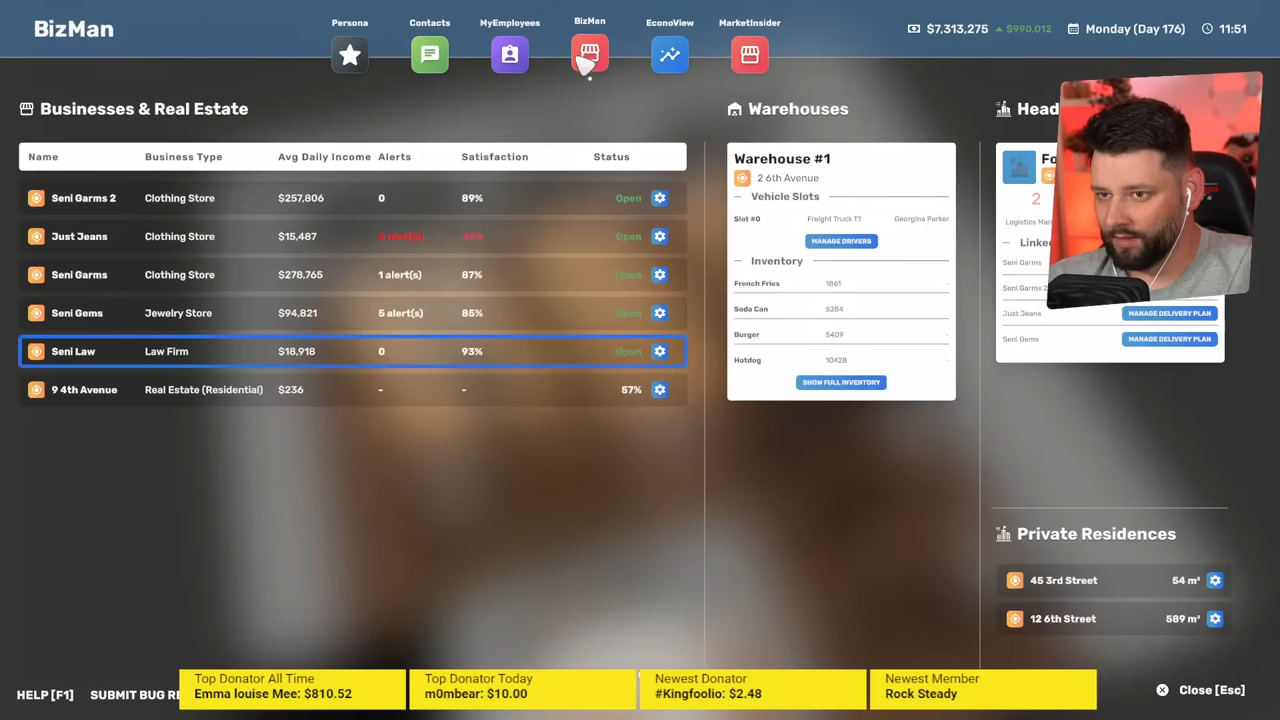 BizMan
Persona
Contacts
MyEmployees
BizMan
EconoView
MarketInsider
$7,313,275 ▲ $990,012
Monday (Day 176)
11:51
Businesses & Real Estate
Name Business Type Avg Daily Income Alerts Satisfaction Status
Seni Garms 2 Clothing Store $257,806 0 89% Open
Just Jeans Clothing Store $15,487 Open
Seni Garms Clothing Store $278,765 1 alert(s) 87% Open
Seni Gems Jewelry Store $94,821 5 alert(s) 85% Open
Seni Law Law Firm $18,918 0 93% Open
9 4th Avenue Real Estate (Residential) $236 - - 57%
Warehouses
Warehouse #1
2 6th Avenue
Vehicle Slots
Slot #0 Freight Truck T1 Georgina Parker
MANAGE DRIVERS
Inventory
French Fries 1861 -
Soda Can 5284 -
Burger 5409 -
Hotdog 10428 -
SHOW FULL INVENTORY
Head
Fo
2
Logistics Man
Linke
Seni Garms
Seni Garms 2
Just Jeans MANAGE DELIVERY PLAN
Seni Gems MANAGE DELIVERY PLAN
Private Residences
45 3rd Street 54 m²
12 6th Street 589 m²
HELP [F1] SUBMIT BUG RE
Top Donator All Time
Emma louise Mee: $810.52
Top Donator Today
m0mbear: $10.00
Newest Donator
#Kingfoolio: $2.48
Newest Member
Rock Steady
Close [Esc]